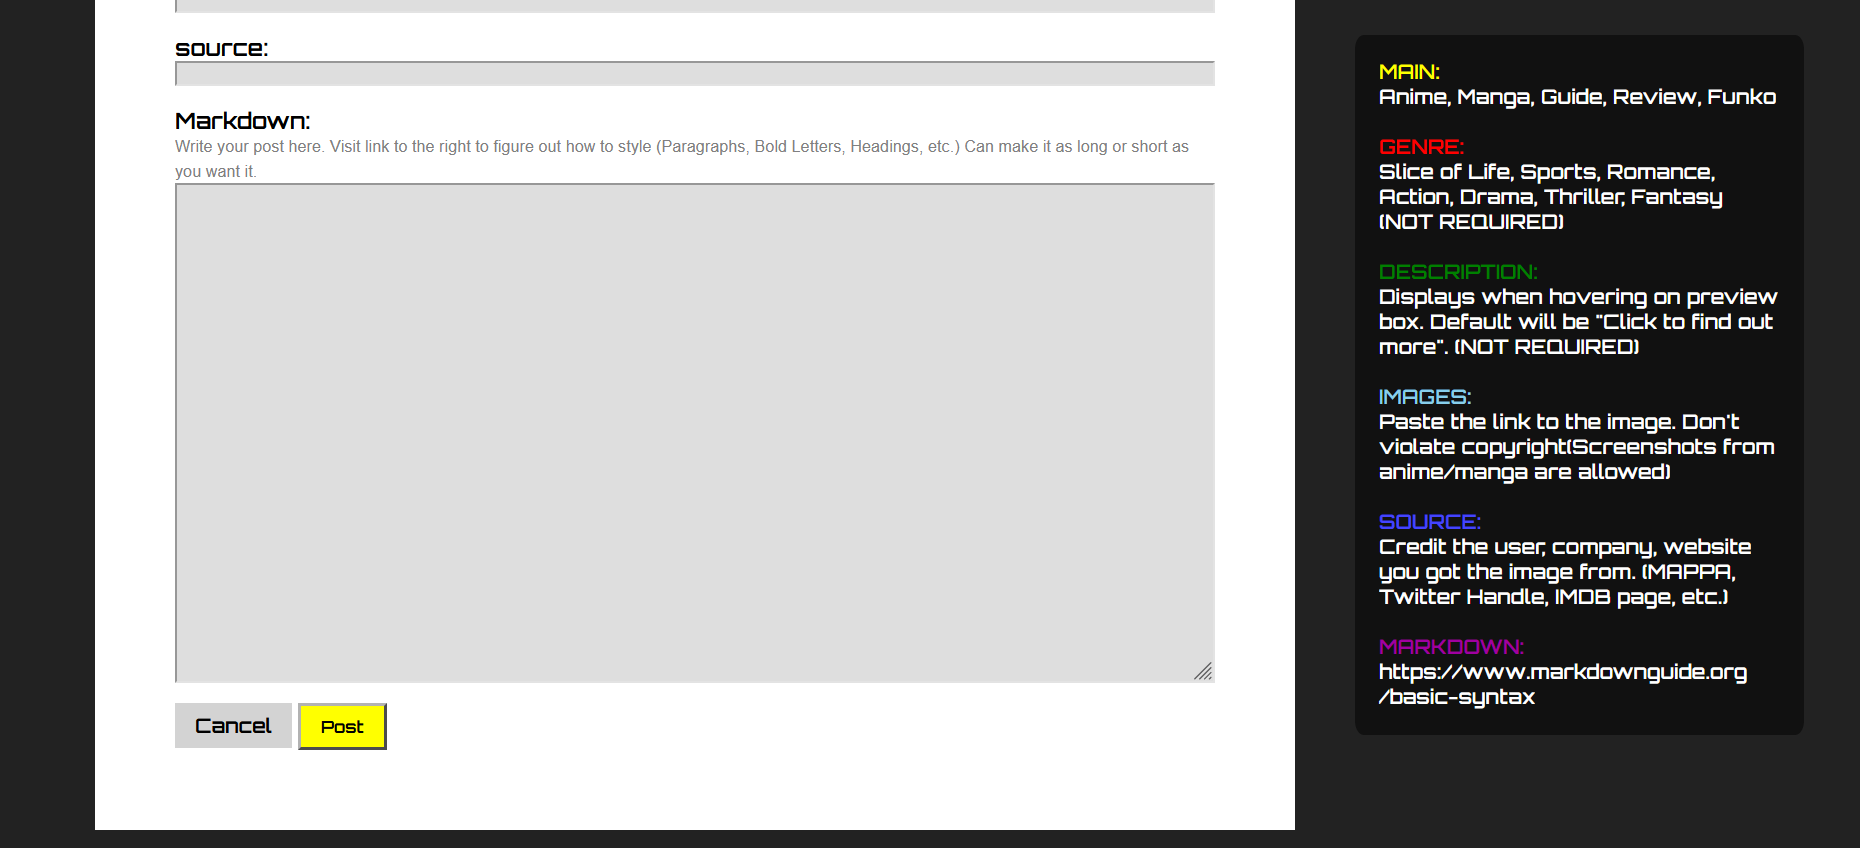 source:
Markdown:
Write your post here. Visit link to the right to figure out how to style (Paragraphs, Bold Letters, Headings, etc.) Can make it as long or short as
you want it.
Cancel
Post
MAIN:
Anime, Manga, Guide, Review, Funko
GENRE:
Slice of Life, Sports, Romance,
Action, Drama, Thriller, Fantasy
(NOT REQUIRED)
DESCRIPTION:
Displays when hovering on preview
box. Default will be "Click to find out
more". (NOT REQUIRED)
IMAGES:
Paste the link to the image. Don't
violate copyright(Screenshots from
anime/manga are allowed)
SOURCE:
Credit the user, company, website
you got the image from. (MAPPA,
Twitter Handle, IMDB page, etc.)
MARKDOWN:
https://www.markdownguide.org
/basic-syntax